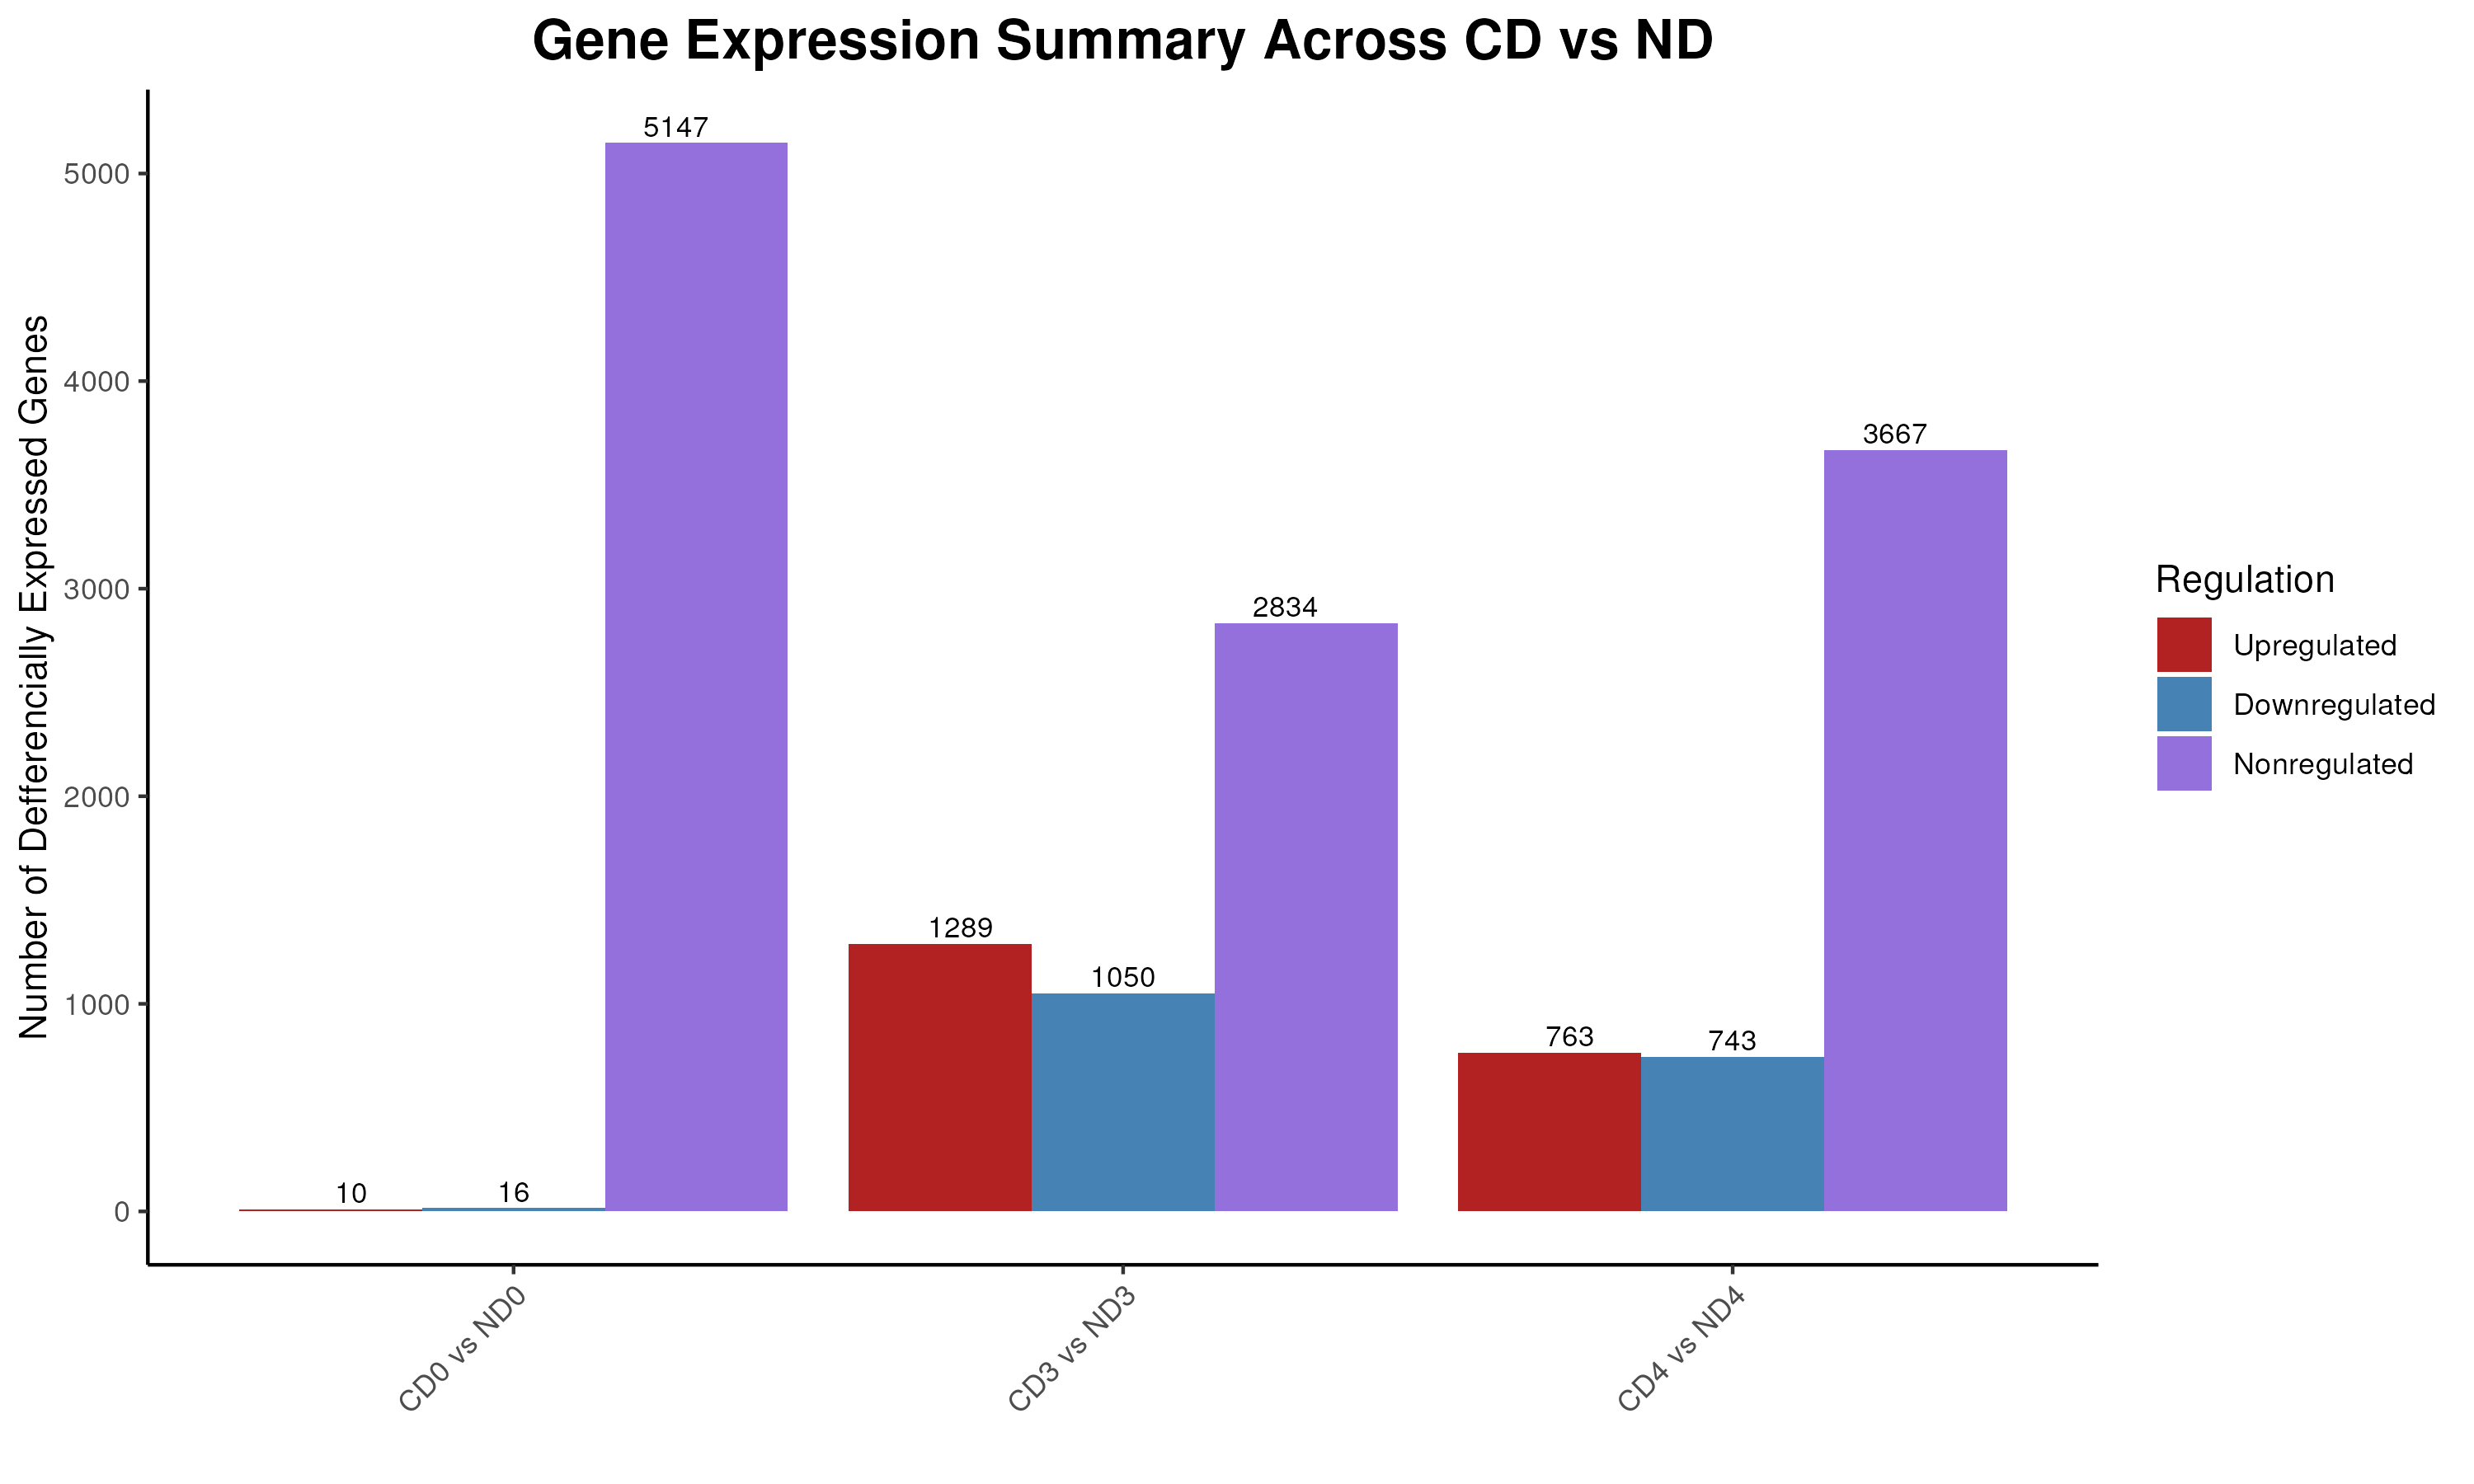 Gene Expression Summary Across CD vs ND
Number of Defferencially Expressed Genes
5000
4000
3000
2000
1000
0
10
16
5147
1289
1050
2834
763
743
3667
CD0 vs ND0
CD3 vs ND3
CD4 vs ND4
Regulation
Upregulated
Downregulated
Nonregulated